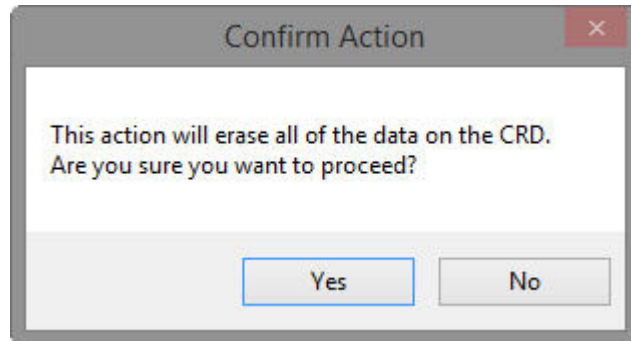 Confirm Action
This action will erase all of the data on the CRD.
Are you sure you want to proceed?
Yes No